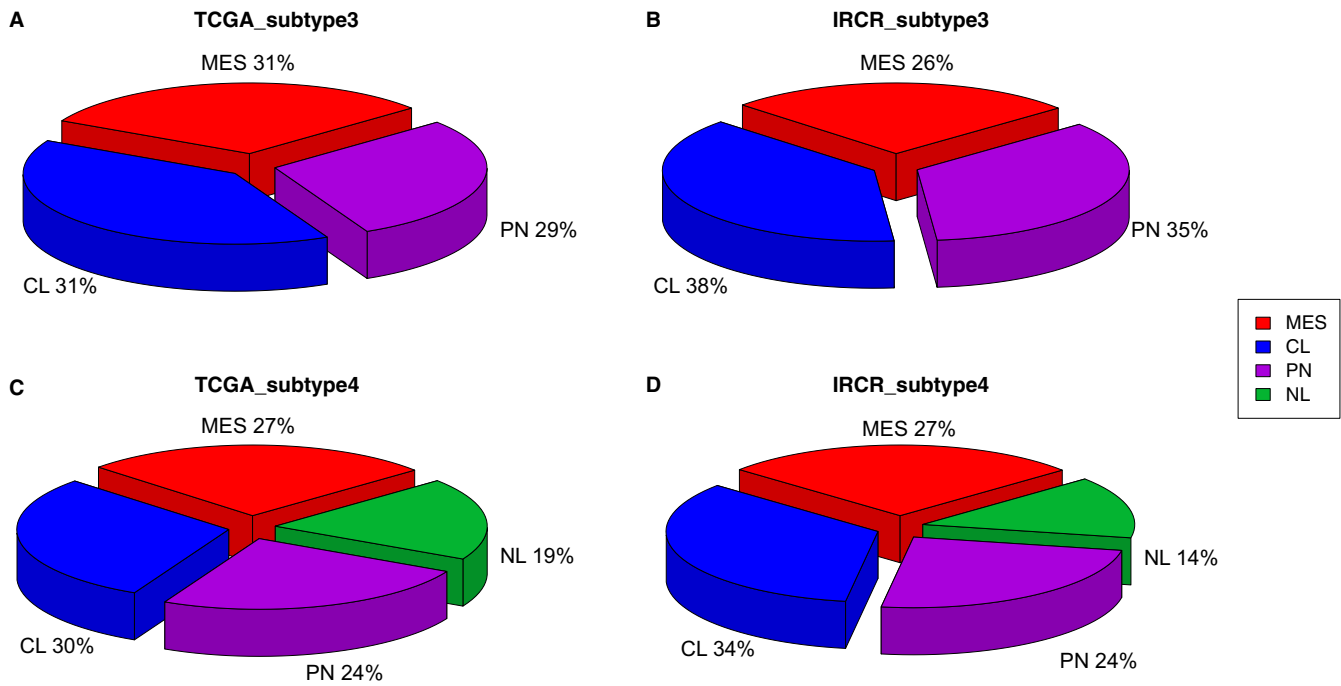 A
TCGA_subtype3
MES 31%
PN 29%
CL 31%
B
IRCR_subtype3
MES 26%
PN 35%
CL 38%
MES
CL
PN
NL
C
TCGA_subtype4
MES 27%
NL 19%
CL 30%
PN 24%
D
IRCR_subtype4
MES 27%
NL 14%
CL 34%
PN 24%